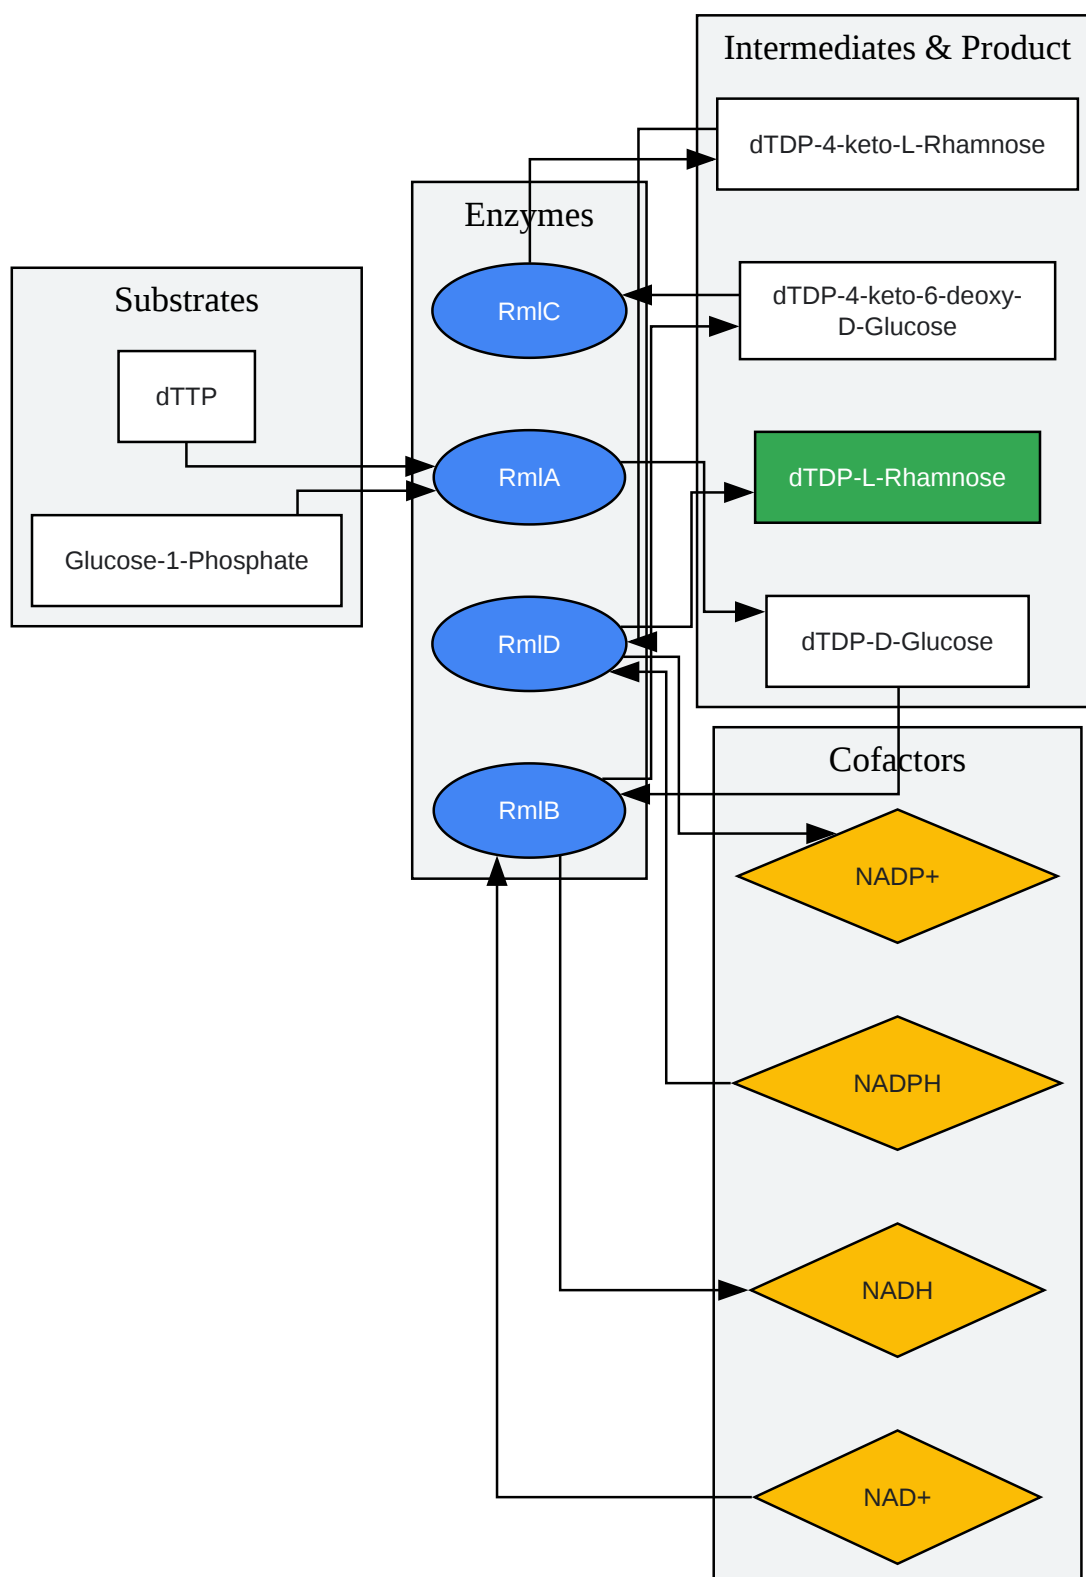 Substrates
dTTP
Glucose-1-Phosphate
Enzymes
RmlC
RmlA
RmlD
RmlB
Intermediates & Product
dTDP-4-keto-L-Rhamnose
dTDP-4-keto-6-deoxy-
D-Glucose
dTDP-L-Rhamnose
dTDP-D-Glucose
Cofactors
NADP+
NADPH
NADH
NAD+